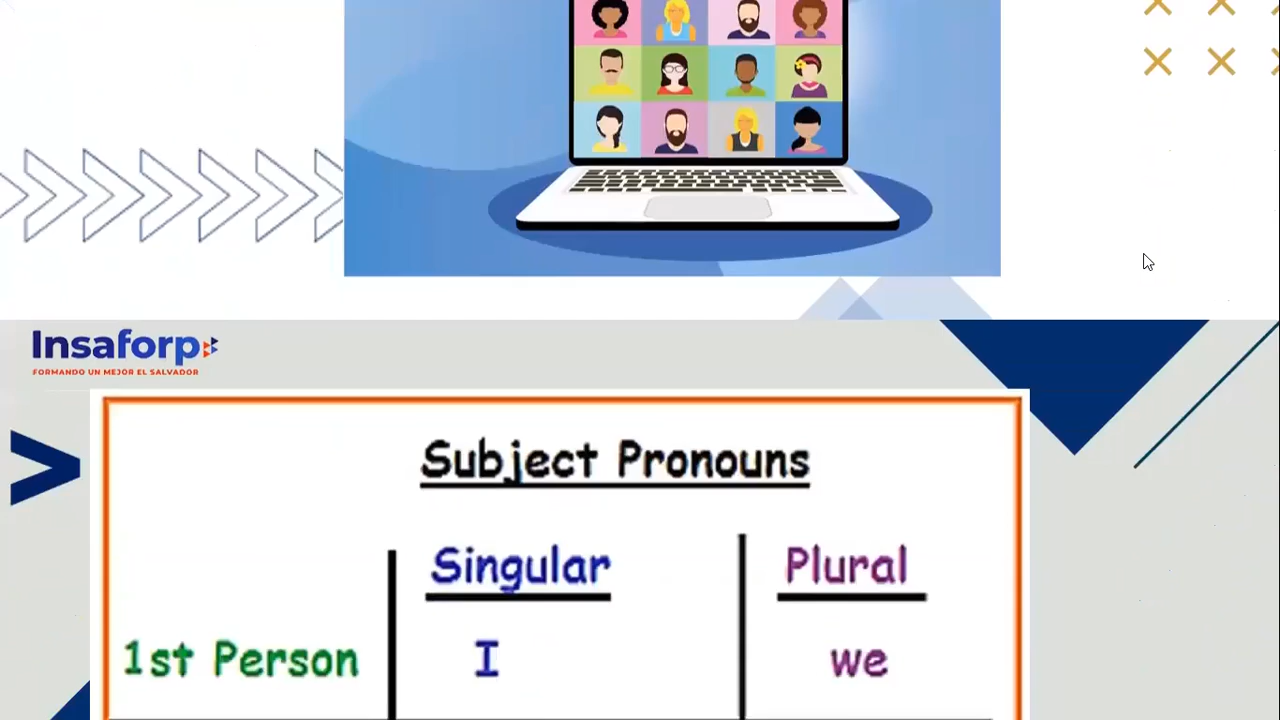 Insaforp
FORMANDO UN MEJOR EL SALVADOR
Subject Pronouns
Singular Plural
1st Person I we